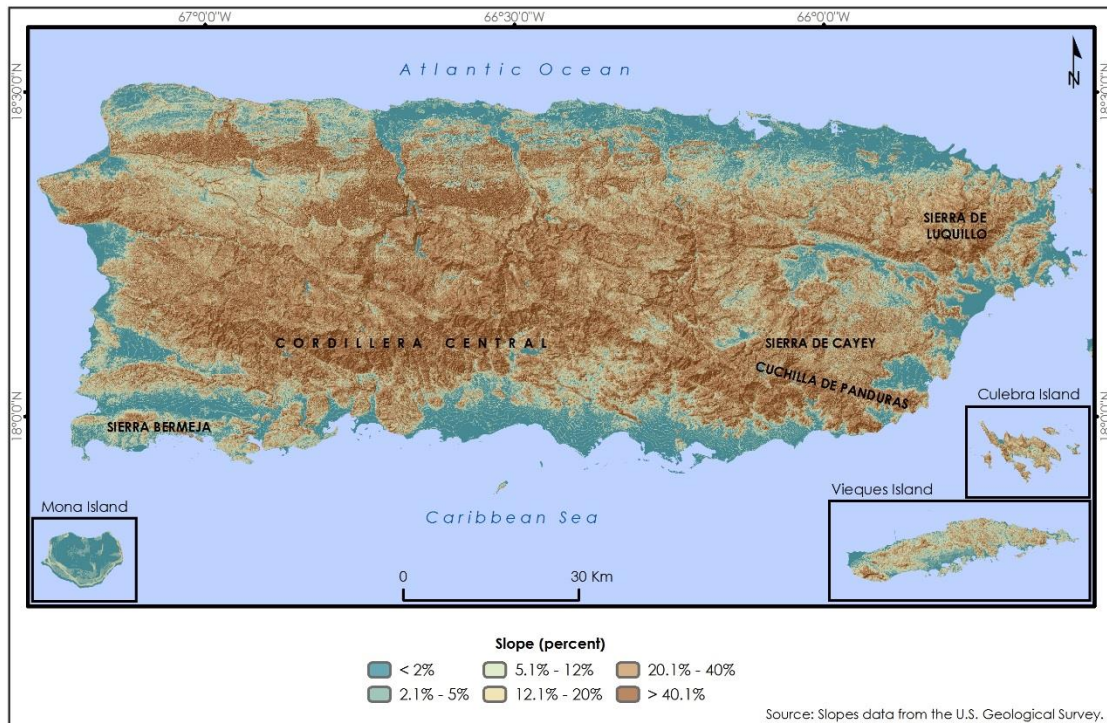 67°0'0"W
66°30'0"W
66°0'0"W
Atlantic Ocean
N
18°30'0"N
18°30'0"N
SIERRA DE
LUQUILLO
CORDILLERA CENTRAL
SIERRA DE CAYEY
CUCHILLA DE PANDURAS
18°0'0"N
18°0'0"N
SIERRA BERMEJA
Culebra Island
Vieques Island
Mona Island
Caribbean Sea
0
30 Km
Slope (percent)
< 2%
5.1% - 12%
20.1% - 40%
2.1% - 5%
12.1% - 20%
> 40.1%
Source: Slopes data from the U.S. Geological Survey.